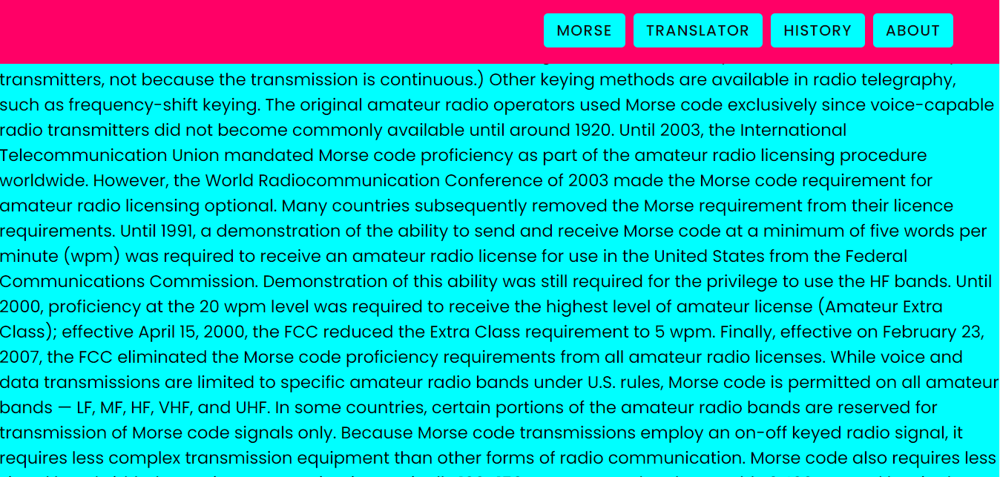 MORSE TRANSLATOR HISTORY ABOUT
transmitters, not because the transmission is continuous.) Other keying methods are available in radio telegraphy,
such as frequency-shift keying. The original amateur radio operators used Morse code exclusively since voice-capable
radio transmitters did not become commonly available until around 1920. Until 2003, the International
Telecommunication Union mandated Morse code proficiency as part of the amateur radio licensing procedure
worldwide. However, the World Radiocommunication Conference of 2003 made the Morse code requirement for
amateur radio licensing optional. Many countries subsequently removed the Morse requirement from their licence
requirements. Until 1991, a demonstration of the ability to send and receive Morse code at a minimum of five words per
minute (wpm) was required to receive an amateur radio license for use in the United States from the Federal
Communications Commission. Demonstration of this ability was still required for the privilege to use the HF bands. Until
2000, proficiency at the 20 wpm level was required to receive the highest level of amateur license (Amateur Extra
Class); effective April 15, 2000, the FCC reduced the Extra Class requirement to 5 wpm. Finally, effective on February 23,
2007, the FCC eliminated the Morse code proficiency requirements from all amateur radio licenses. While voice and
data transmissions are limited to specific amateur radio bands under U.S. rules, Morse code is permitted on all amateur
bands — LF, MF, HF, VHF, and UHF. In some countries, certain portions of the amateur radio bands are reserved for
transmission of Morse code signals only. Because Morse code transmissions employ an on-off keyed radio signal, it
requires less complex transmission equipment than other forms of radio communication. Morse code also requires less